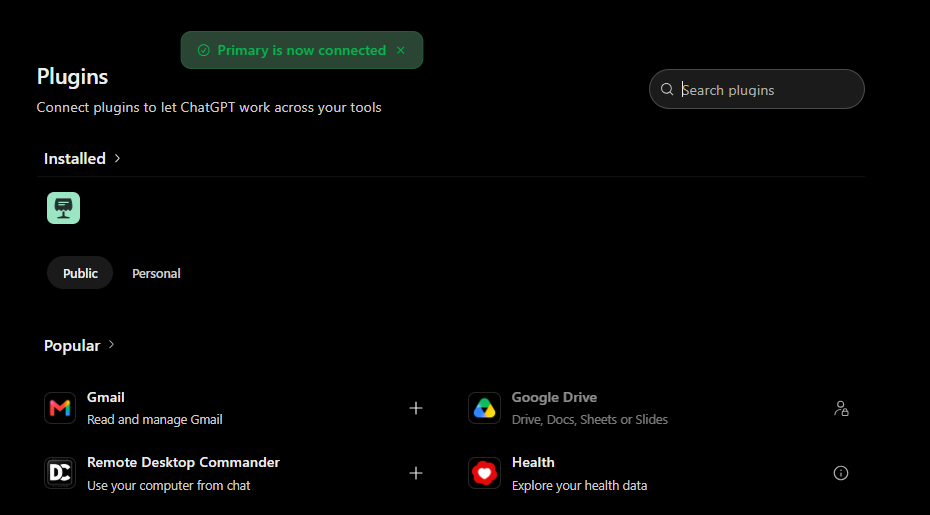 Primary is now connected
Plugins
Search plugins
Connect plugins to let ChatGPT work across your tools
Installed
Public
Personal
Popular
Gmail
Read and manage Gmail
Google Drive
Drive, Docs, Sheets or Slides
DC
Remote Desktop Commander
Use your computer from chat
Health
Explore your health data